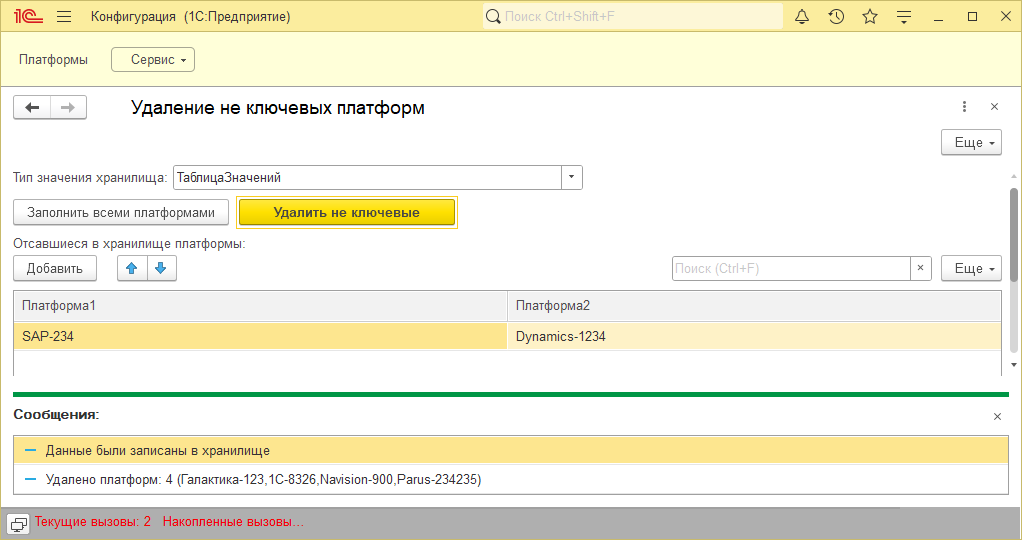 1С Конфигурация (1С:Предприятие) Поиск Ctrl+Shift+F
Платформы Сервис
Удаление не ключевых платформ
Еще
Тип значения хранилища: ТаблицаЗначений
Заполнить всеми платформами Удалить не ключевые
Отсавшиеся в хранилище платформы:
Добавить Поиск (Ctrl+F) × Еще
Платформа1 Платформа2
SAP-234 Dynamics-1234
Сообщения:
Данные были записаны в хранилище
Удалено платформ: 4 (Галактика-123,1С-8326,Navision-900,Parus-234235)
Текущие вызовы: 2 Накопленные вызовы...